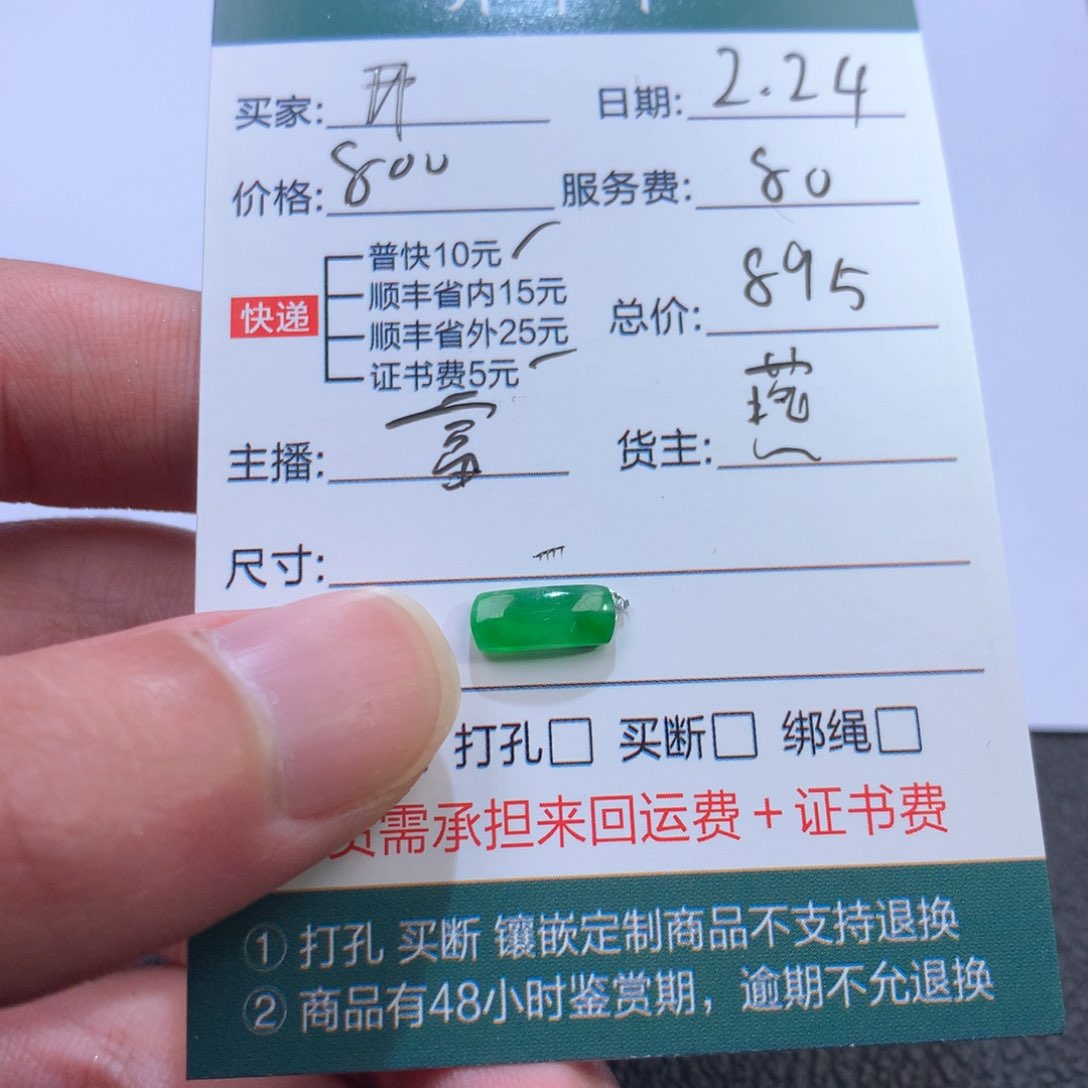 买家: 日期: 2.24
价格: 800 服务费: 80
快递
普快10元
顺丰省内15元
顺丰省外25元
证书费5元
总价: 895
主播: 富 货主:
尺寸:
打孔□ 买断□ 绑绳□
需承担来回运费+证书费
① 打孔 买断 镶嵌定制商品不支持退换
② 商品有48小时鉴赏期，逾期不允退换